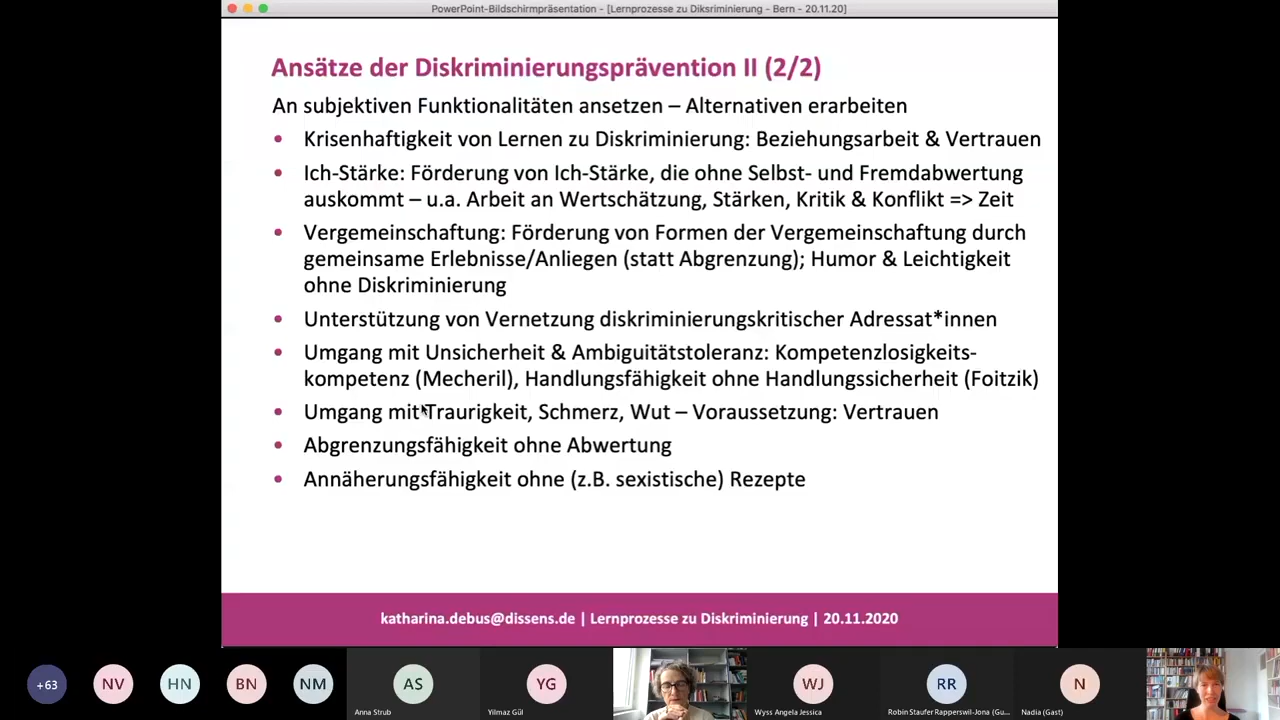 PowerPoint-Bildschirmpräsentation - [Lernprozesse zu Diksriminierung - Bern - 20.11.20]
Ansätze der Diskriminierungsprävention II (2/2)
An subjektiven Funktionalitäten ansetzen – Alternativen erarbeiten
• Krisenhaftigkeit von Lernen zu Diskriminierung: Beziehungsarbeit & Vertrauen
• Ich-Stärke: Förderung von Ich-Stärke, die ohne Selbst- und Fremdabwertung
auskommt – u.a. Arbeit an Wertschätzung, Stärken, Kritik & Konflikt => Zeit
• Vergemeinschaftung: Förderung von Formen der Vergemeinschaftung durch
gemeinsame Erlebnisse/Anliegen (statt Abgrenzung); Humor & Leichtigkeit
ohne Diskriminierung
• Unterstützung von Vernetzung diskriminierungskritischer Adressat*innen
• Umgang mit Unsicherheit & Ambiguitätstoleranz: Kompetenzlosigkeits-
kompetenz (Mecheril), Handlungsfähigkeit ohne Handlungssicherheit (Foitzik)
• Umgang mit Traurigkeit, Schmerz, Wut – Voraussetzung: Vertrauen
• Abgrenzungsfähigkeit ohne Abwertung
• Annäherungsfähigkeit ohne (z.B. sexistische) Rezepte
katharina.debus@dissens.de | Lernprozesse zu Diskriminierung | 20.11.2020
+63 NV HN BN NM AS YG WJ RR N
Anna Strub Yilmaz Gül Wyss Angela Jessica Robin Staufer Rapperswil-Jona (Gu... Nadia (Gast)